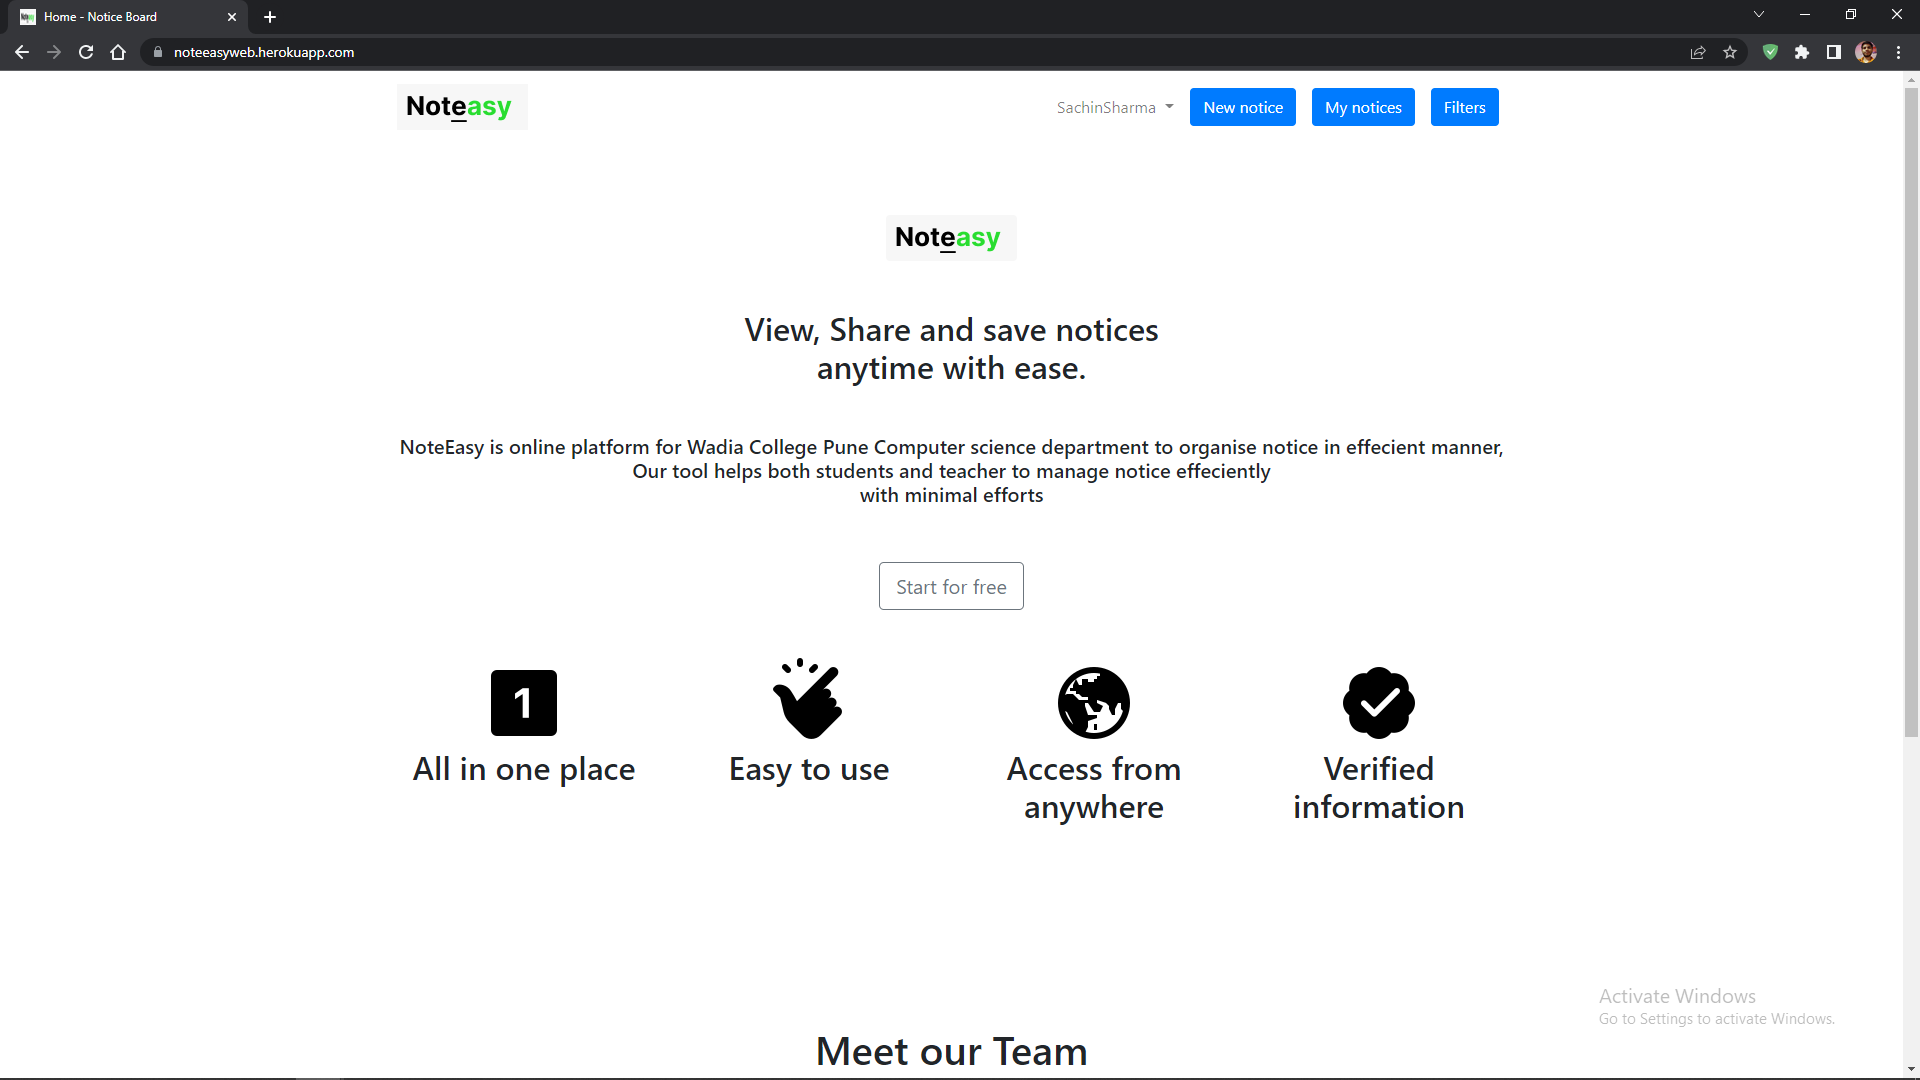 Home - Notice Board
noteeasyweb.herokuapp.com
Noteasy
SachinSharma
New notice
My notices
Filters
Noteasy
View, Share and save notices
anytime with ease.
NoteEasy is online platform for Wadia College Pune Computer science department to organise notice in effecient manner,
Our tool helps both students and teacher to manage notice effeciently
with minimal efforts
Start for free
1
All in one place
Easy to use
Access from
anywhere
Verified
information
Activate Windows
Go to Settings to activate Windows.
Meet our Team